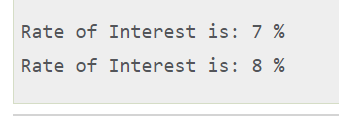 Rate of Interest is: 7 %
Rate of Interest is: 8 %